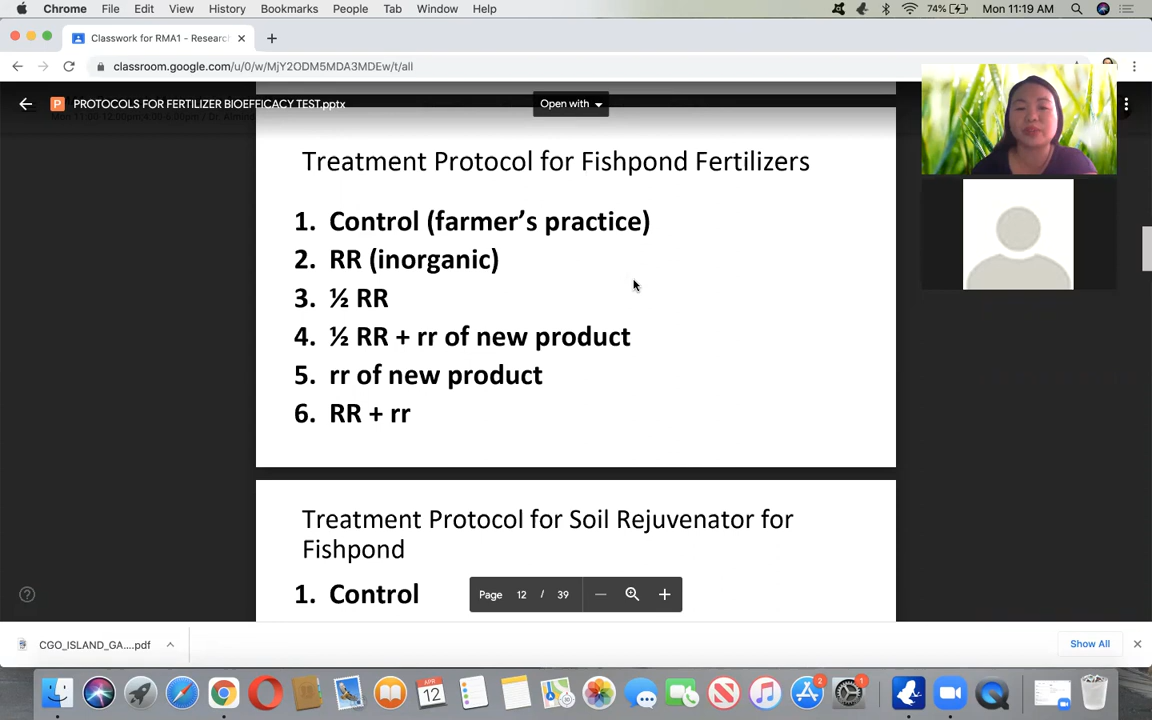 Chrome File Edit View History Bookmarks People Tab Window Help 74% Mon 11:19 AM
Classwork for RMA1 - Research
classroom.google.com/u/0/w/MjY2ODM5MDA3MDEw/t/all
PROTOCOLS FOR FERTILIZER BIOEFFICACY TEST.pptx
Open with
Treatment Protocol for Fishpond Fertilizers
1. Control (farmer’s practice)
2. RR (inorganic)
3. ½ RR
4. ½ RR + rr of new product
5. rr of new product
6. RR + rr
Treatment Protocol for Soil Rejuvenator for
Fishpond
1. Control
Page 12 / 39
CGO_ISLAND_GA....pdf
Show All
APR
12
2
1